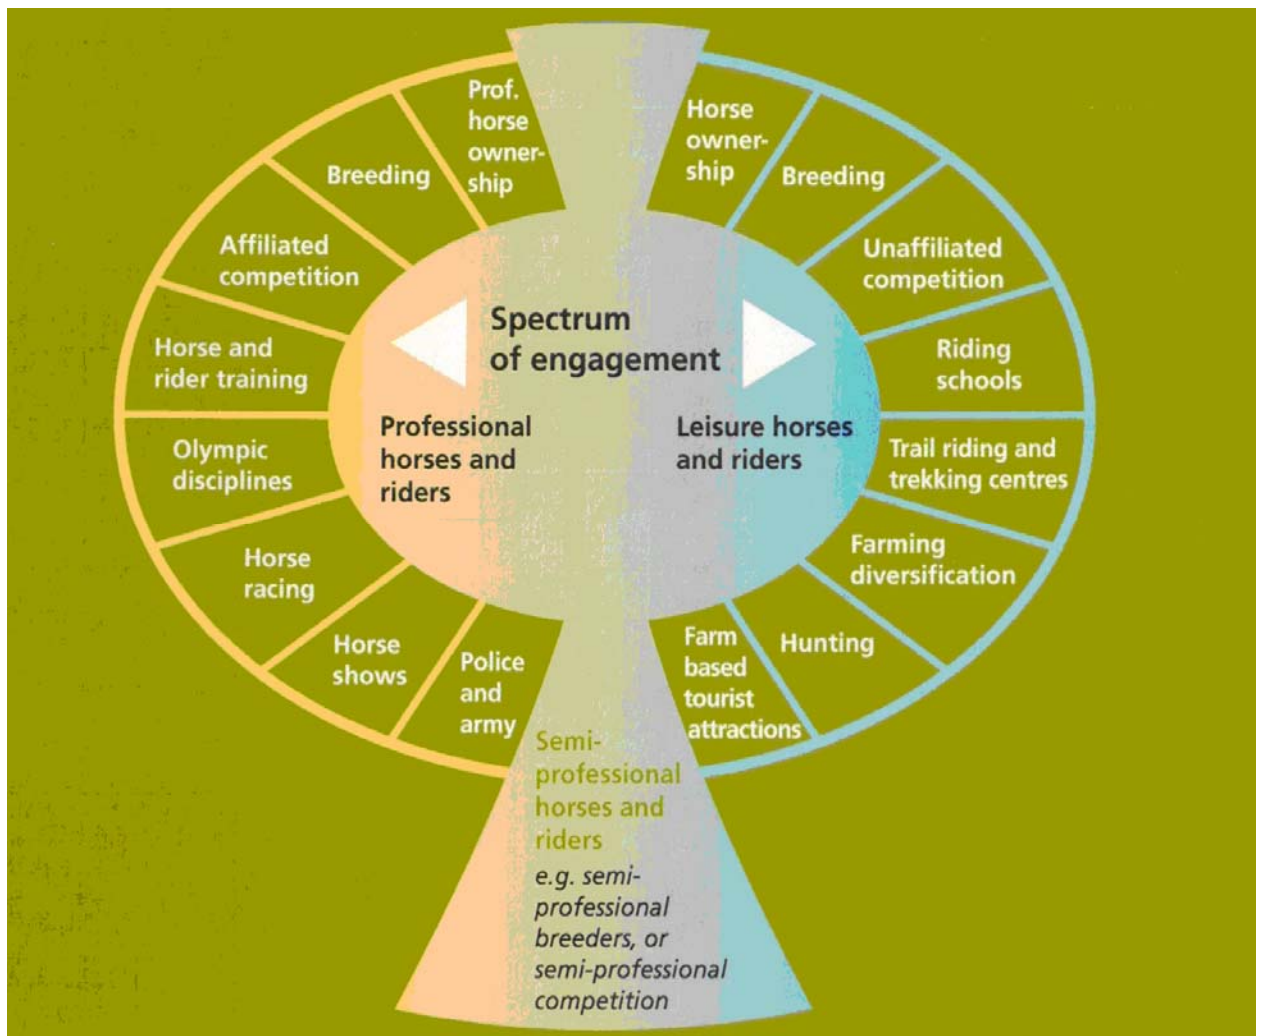 Prof.
horse
owner-
ship
Breeding
Affiliated
competition
Horse and
rider training
Olympic
disciplines
Horse
racing
Horse
shows
Police
and
army
Spectrum
of engagement
Professional
horses and
riders
Leisure horses
and riders
Horse
owner-
ship
Breeding
Unaffiliated
competition
Riding
schools
Trail riding and
trekking centres
Farming
diversification
Hunting
Farm
based
tourist
attractions
Semi-
professional
horses and
riders
e.g. semi-
professional
breeders, or
semi-professional
competition